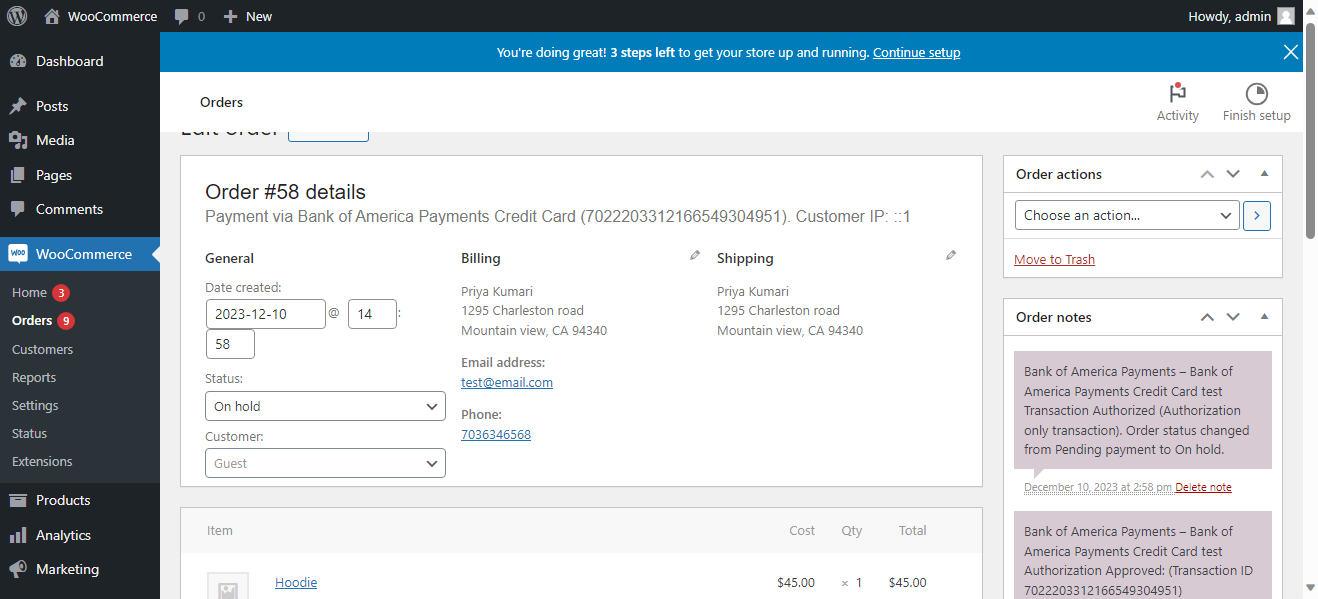 WooCommerce 0 New Howdy, admin
You're doing great! 3 steps left to get your store up and running. Continue setup
Dashboard
Posts
Media
Pages
Comments
Woo WooCommerce
Home 3
Orders 9
Customers
Reports
Settings
Status
Extensions
Products
Analytics
Marketing
Orders
Activity
Finish setup
Edit Order
Order #58 details
Payment via Bank of America Payments Credit Card (7022203312166549304951). Customer IP: ::1
General
Date created:
2023-12-10 @ 14 :
58
Status:
On hold
Customer:
Guest
Billing
Priya Kumari
1295 Charleston road
Mountain view, CA 94340
Email address:
test@email.com
Phone:
7036346568
Shipping
Priya Kumari
1295 Charleston road
Mountain view, CA 94340
Item Cost Qty Total
Hoodie $45.00 × 1 $45.00
Order actions
Choose an action...
Move to Trash
Order notes
Bank of America Payments – Bank of
America Payments Credit Card test
Transaction Authorized (Authorization
only transaction). Order status changed
from Pending payment to On hold.
December 10, 2023 at 2:58 pm Delete note
Bank of America Payments – Bank of
America Payments Credit Card test
Authorization Approved: (Transaction ID
7022203312166549304951)